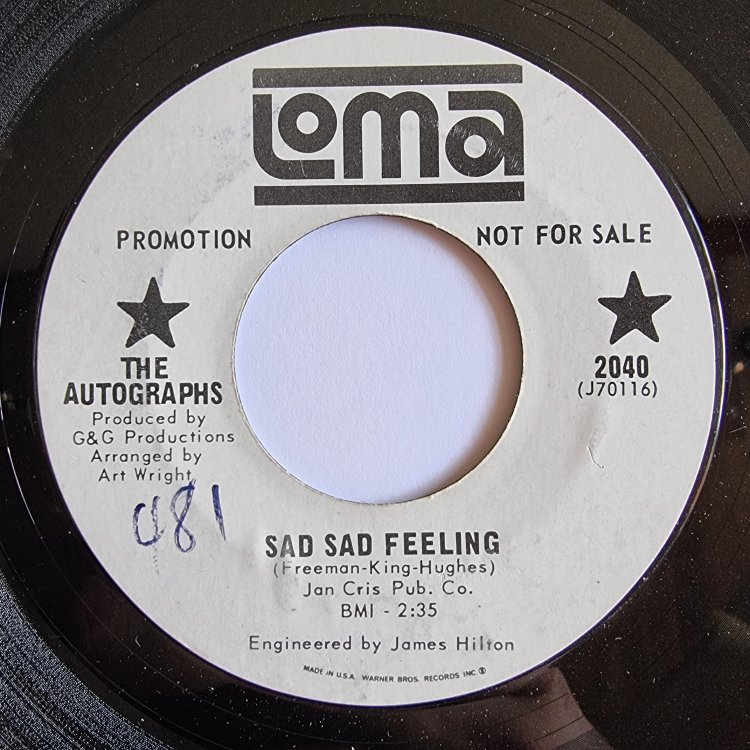 Loma
PROMOTION
NOT FOR SALE
THE
AUTOGRAPHS
Produced by
G&G Productions
Arranged by
Art Wright
2040
(J70116)
U81
SAD SAD FEELING
(Freeman-King-Hughes)
Jan Cris Pub. Co.
BMI - 2:35
Engineered by James Hilton
MADE IN U.S.A. WARNER BROS. RECORDS INC.